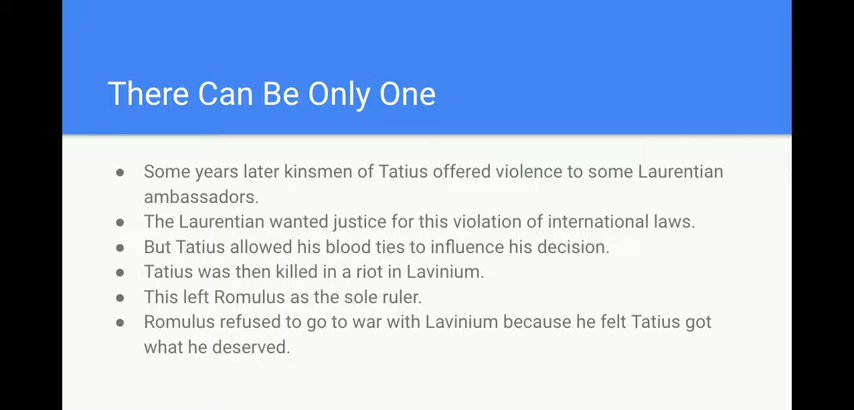 There Can Be Only One
● Some years later kinsmen of Tatius offered violence to some Laurentian
ambassadors.
● The Laurentian wanted justice for this violation of international laws.
● But Tatius allowed his blood ties to influence his decision.
● Tatius was then killed in a riot in Lavinium.
● This left Romulus as the sole ruler.
● Romulus refused to go to war with Lavinium because he felt Tatius got
what he deserved.